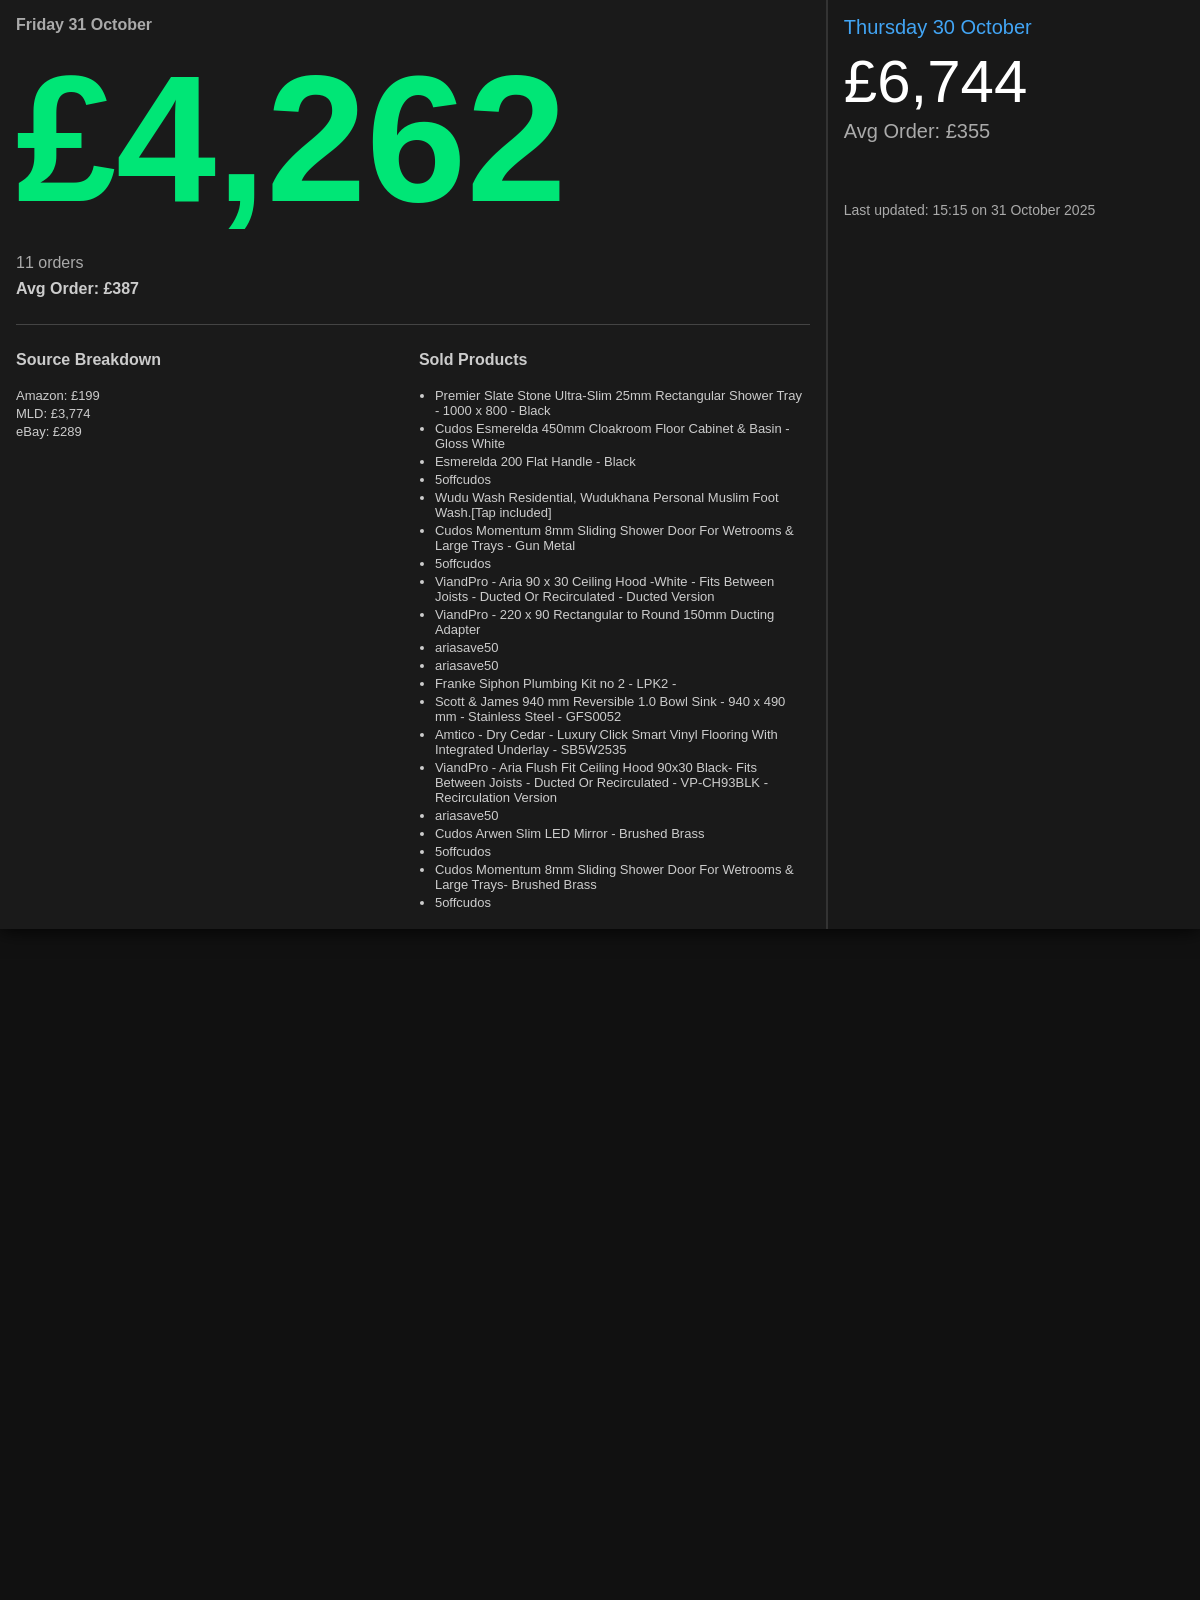 Friday 31 October
£4,262
11 orders
Avg Order: £387
Source Breakdown
Amazon: £199
MLD: £3,774
eBay: £289
Sold Products
Premier Slate Stone Ultra-Slim 25mm Rectangular Shower Tray
- 1000 x 800 - Black
Cudos Esmerelda 450mm Cloakroom Floor Cabinet & Basin -
Gloss White
Esmerelda 200 Flat Handle - Black
5offcudos
Wudu Wash Residential, Wudukhana Personal Muslim Foot
Wash.[Tap included]
Cudos Momentum 8mm Sliding Shower Door For Wetrooms &
Large Trays - Gun Metal
5offcudos
ViandPro - Aria 90 x 30 Ceiling Hood -White - Fits Between
Joists - Ducted Or Recirculated - Ducted Version
ViandPro - 220 x 90 Rectangular to Round 150mm Ducting
Adapter
ariasave50
ariasave50
Franke Siphon Plumbing Kit no 2 - LPK2 -
Scott & James 940 mm Reversible 1.0 Bowl Sink - 940 x 490
mm - Stainless Steel - GFS0052
Amtico - Dry Cedar - Luxury Click Smart Vinyl Flooring With
Integrated Underlay - SB5W2535
ViandPro - Aria Flush Fit Ceiling Hood 90x30 Black- Fits
Between Joists - Ducted Or Recirculated - VP-CH93BLK -
Recirculation Version
ariasave50
Cudos Arwen Slim LED Mirror - Brushed Brass
5offcudos
Cudos Momentum 8mm Sliding Shower Door For Wetrooms &
Large Trays- Brushed Brass
5offcudos
Thursday 30 October
£6,744
Avg Order: £355
Last updated: 15:15 on 31 October 2025